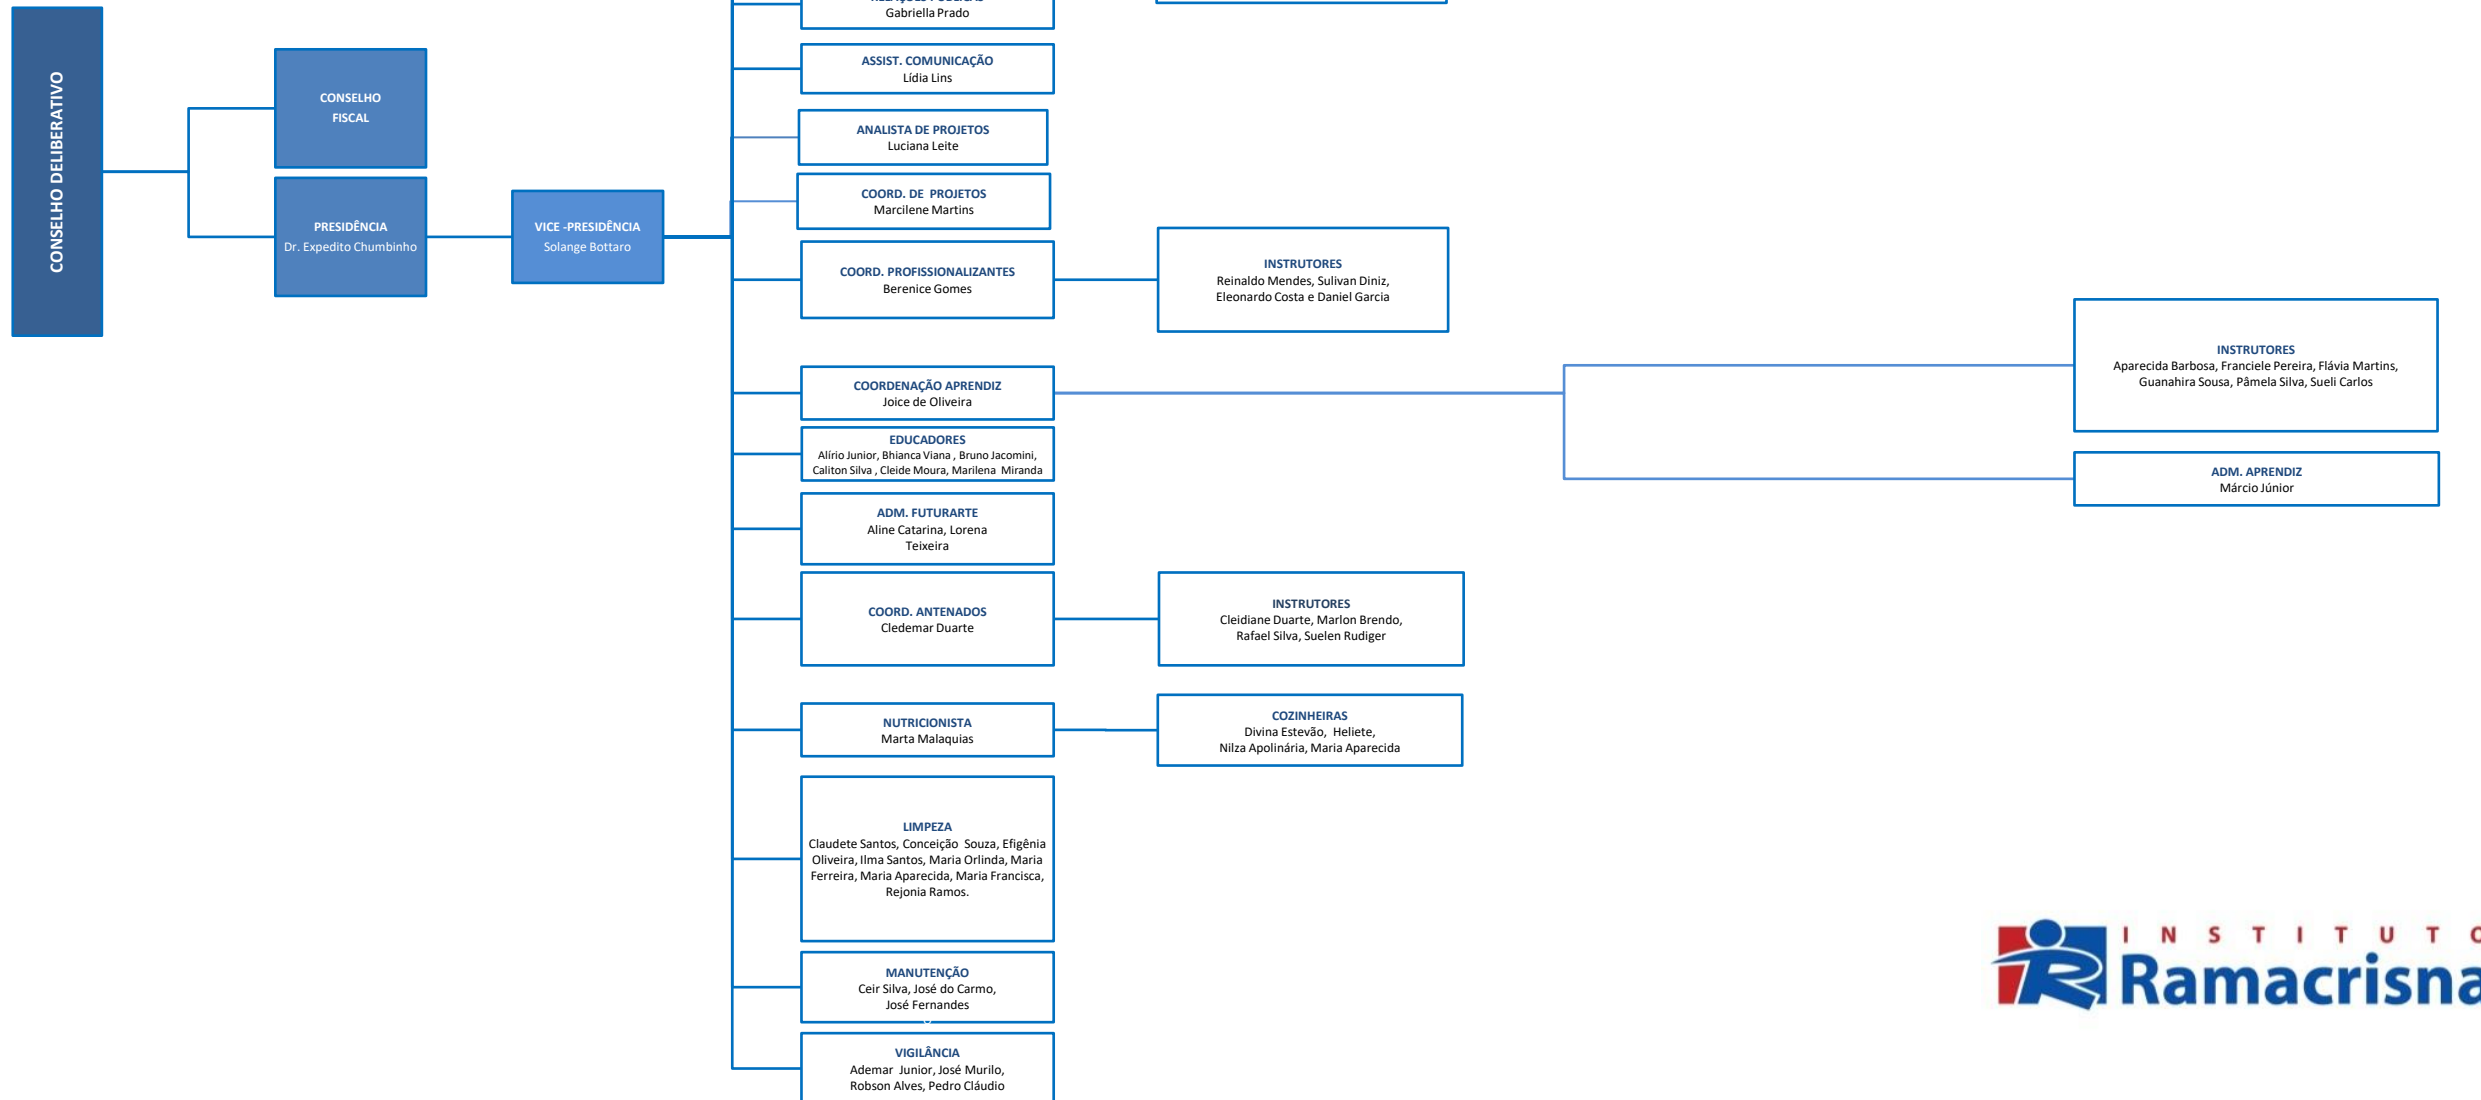 CONSELHO DELIBERATIVO
CONSELHO
FISCAL
PRESIDÊNCIA
Dr. Expedito Chumbinho
VICE -PRESIDÊNCIA
Solange Bottaro
Gabriella Prado
ASSIST. COMUNICAÇÃO
Lídia Lins
ANALISTA DE PROJETOS
Luciana Leite
COORD. DE PROJETOS
Marcilene Martins
COORD. PROFISSIONALIZANTES
Berenice Gomes
INSTRUTORES
Reinaldo Mendes, Sulivan Diniz,
Eleonardo Costa e Daniel Garcia
COORDENAÇÃO APRENDIZ
Joice de Oliveira
INSTRUTORES
Aparecida Barbosa, Franciele Pereira, Flávia Martins,
Guanahira Sousa, Pâmela Silva, Sueli Carlos
ADM. APRENDIZ
Márcio Júnior
EDUCADORES
Alírio Junior, Bhianca Viana , Bruno Jacomini,
Caliton Silva , Cleide Moura, Marilena Miranda
ADM. FUTURARTE
Aline Catarina, Lorena
Teixeira
COORD. ANTENADOS
Cledemar Duarte
INSTRUTORES
Cleidiane Duarte, Marlon Brendo,
Rafael Silva, Suelen Rudiger
NUTRICIONISTA
Marta Malaquias
COZINHEIRAS
Divina Estevão, Heliete,
Nilza Apolinária, Maria Aparecida
LIMPEZA
Claudete Santos, Conceição Souza, Efigênia
Oliveira, Ilma Santos, Maria Orlinda, Maria
Ferreira, Maria Aparecida, Maria Francisca,
Rejonia Ramos.
MANUTENÇÃO
Ceir Silva, José do Carmo,
José Fernandes
VIGILÂNCIA
Ademar Junior, José Murilo,
Robson Alves, Pedro Cláudio
INSTITUTO
Ramacrisna